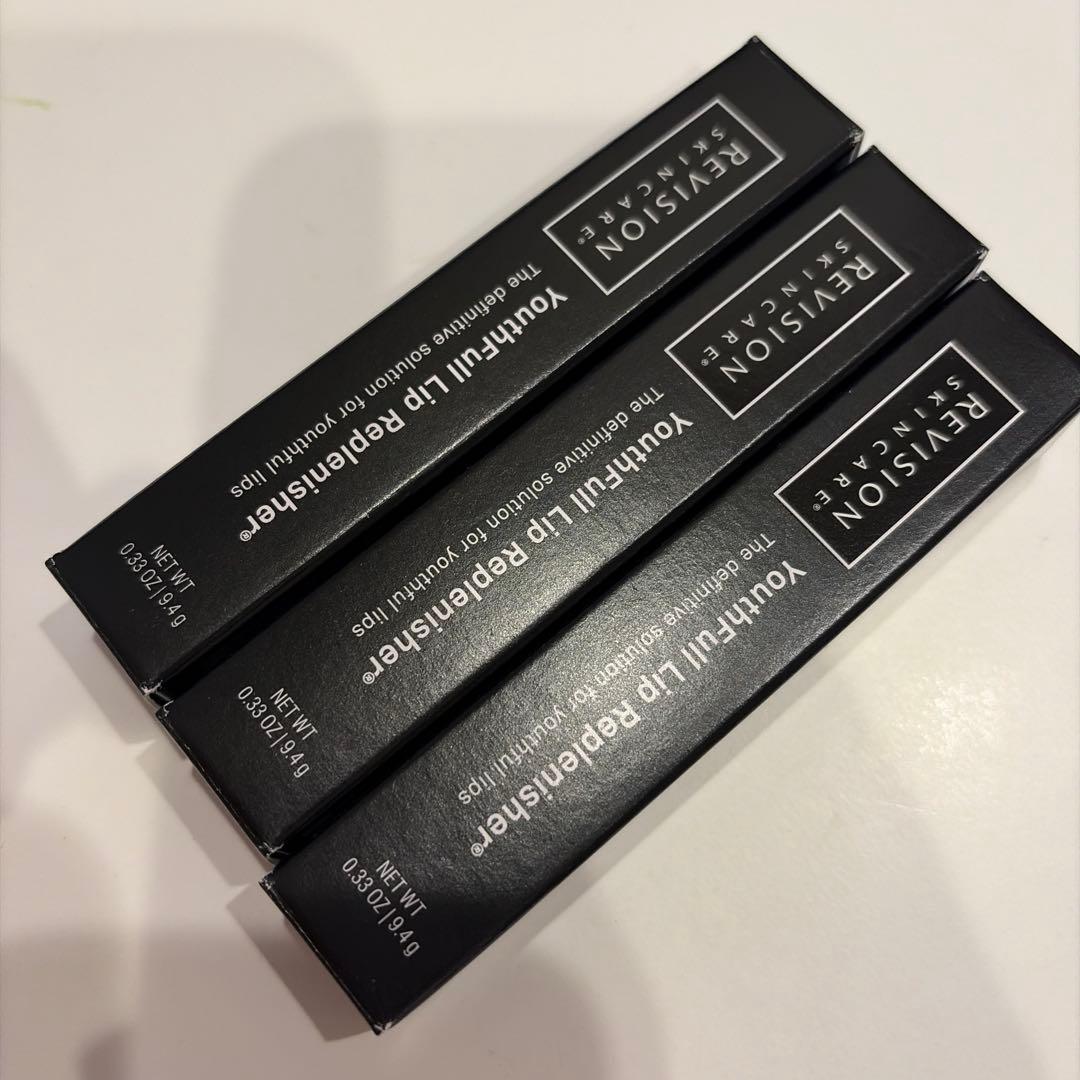 REVISION
SKINCARE®
YouthFull Lip Replenisher®
The definitive solution for youthful lips
NET WT
0.33 OZ | 9.4 g
REVISION
SKINCARE®
YouthFull Lip Replenisher®
The definitive solution for youthful lips
NET WT
0.33 OZ | 9.4 g
REVISION
SKINCARE®
YouthFull Lip Replenisher®
The definitive solution for youthful lips
NET WT
0.33 OZ | 9.4 g